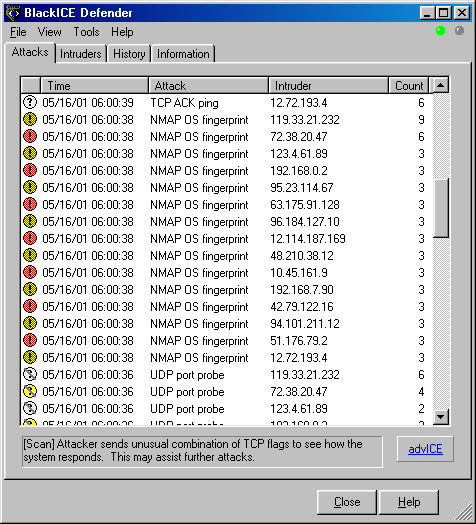 BlackICE Defender
File View Tools Help
Attacks Intruders History Information
Time Attack Intruder Count
05/16/01 06:00:39 TCP ACK ping 12.72.193.4 6
05/16/01 06:00:38 NMAP OS fingerprint 119.33.21.232 9
05/16/01 06:00:38 NMAP OS fingerprint 72.38.20.47 6
05/16/01 06:00:38 NMAP OS fingerprint 123.4.61.89 3
05/16/01 06:00:38 NMAP OS fingerprint 192.168.0.2 3
05/16/01 06:00:38 NMAP OS fingerprint 95.23.114.67 3
05/16/01 06:00:38 NMAP OS fingerprint 63.175.91.128 3
05/16/01 06:00:38 NMAP OS fingerprint 96.184.127.10 3
05/16/01 06:00:38 NMAP OS fingerprint 12.114.187.169 3
05/16/01 06:00:38 NMAP OS fingerprint 48.210.38.12 3
05/16/01 06:00:38 NMAP OS fingerprint 10.45.161.9 3
05/16/01 06:00:38 NMAP OS fingerprint 192.168.7.90 3
05/16/01 06:00:38 NMAP OS fingerprint 42.79.122.16 3
05/16/01 06:00:38 NMAP OS fingerprint 94.101.211.12 3
05/16/01 06:00:38 NMAP OS fingerprint 51.176.79.2 3
05/16/01 06:00:38 NMAP OS fingerprint 12.72.193.4 3
05/16/01 06:00:36 UDP port probe 119.33.21.232 6
05/16/01 06:00:36 UDP port probe 72.38.20.47 4
05/16/01 06:00:36 UDP port probe 123.4.61.89 2
05/16/01 06:00:36 UDP port probe 192.168.0.2 2
[Scan] Attacker sends unusual combination of TCP flags to see how the
system responds. This may assist further attacks.
advICE
Close Help